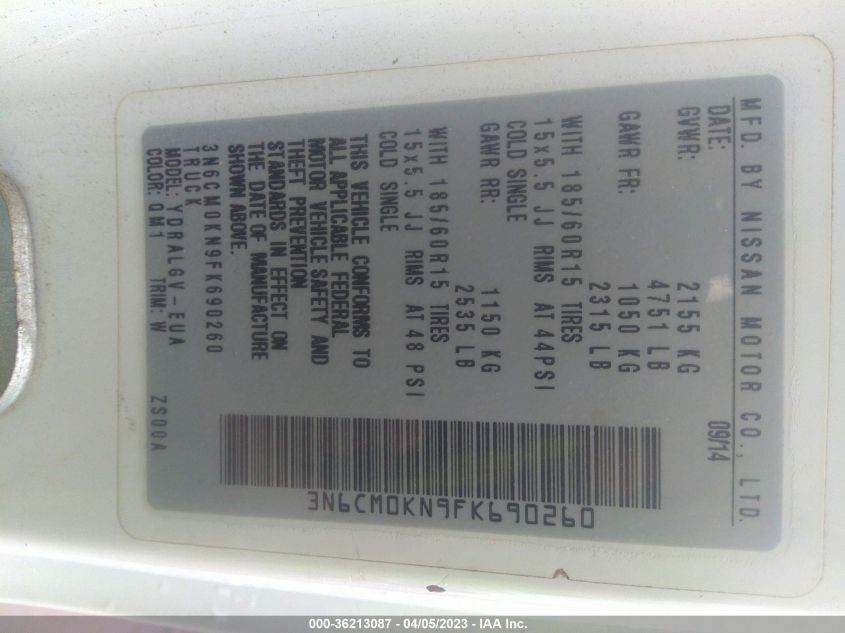 MFD. BY NISSAN MOTOR CO., LTD.
DATE: 09/14
GVWR: 2155 KG
4751 LB
GAWR FR: 1050 KG
2315 LB
WITH 185/60R15 TIRES
15x5.5 JJ RIMS AT 44PSI
COLD SINGLE
GAWR RR: 1150 KG
2535 LB
WITH 185/60R15 TIRES
15x5.5 JJ RIMS AT 48 PSI
COLD SINGLE
THIS VEHICLE CONFORMS TO
ALL APPLICABLE FEDERAL
MOTOR VEHICLE SAFETY AND
THEFT PREVENTION
STANDARDS IN EFFECT ON
THE DATE OF MANUFACTURE
SHOWN ABOVE.
3N6CM0KN9FK690260
TRUCK
MODEL: YDRALGV-EUA
COLOR: QM1 TRIM: W ZS00A
3N6CM0KN9FK690260
000-36213087 - 04/05/2023 - IAA Inc.